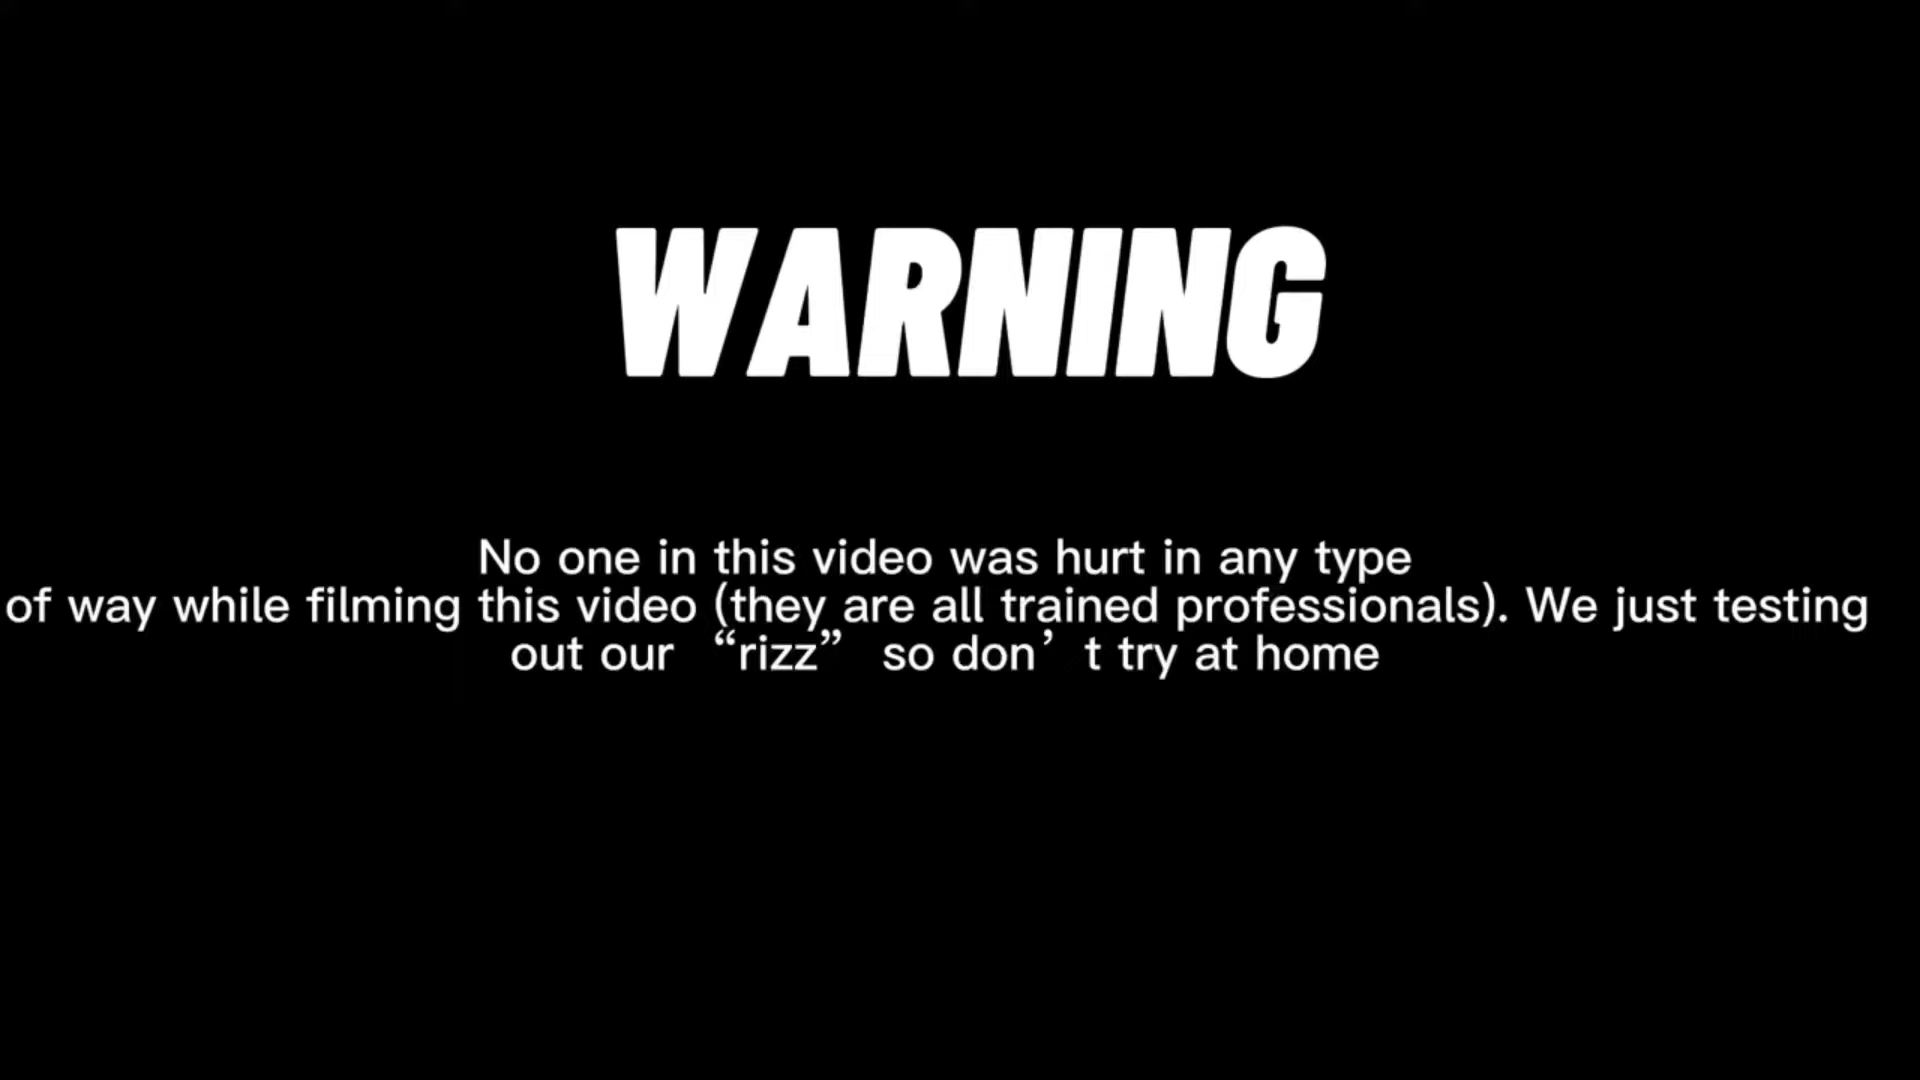 WARNING
No one in this video was hurt in any type
of way while filming this video (they are all trained professionals). We just testing
out our “rizz” so don’t try at home